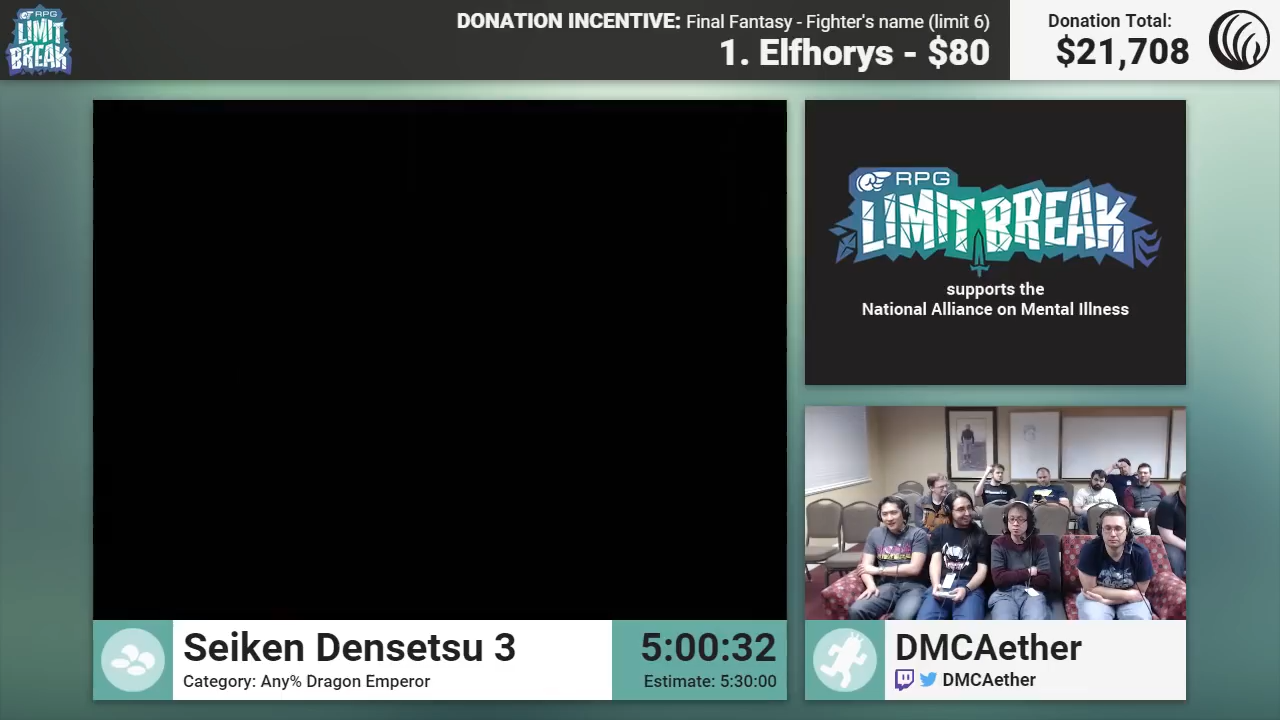 RPG
LIMIT
BREAK
DONATION INCENTIVE: Final Fantasy - Fighter's name (limit 6)
1. Elfhorys - $80
Donation Total:
$21,708
RPG
LIMIT BREAK
supports the
National Alliance on Mental Illness
Seiken Densetsu 3
Category: Any% Dragon Emperor
5:00:32
Estimate: 5:30:00
DMCAether
DMCAether